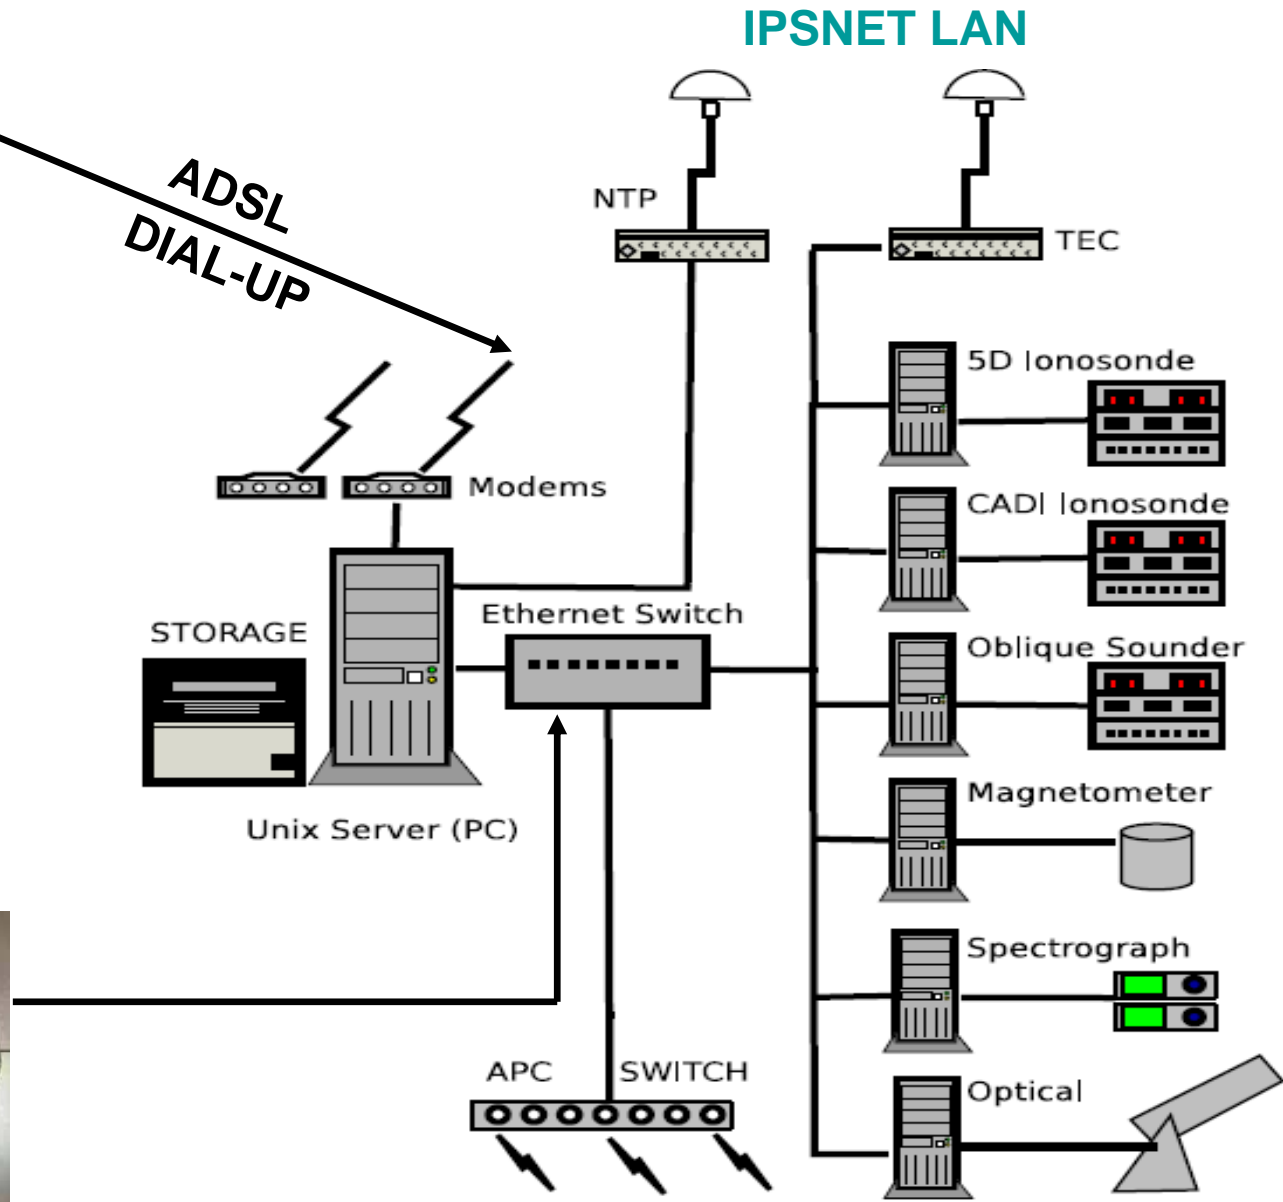 IPSNET LAN
ADSL
DIAL-UP
NTP
TEC
5D Ionosonde
Modems
CADI Ionosonde
Ethernet Switch
STORAGE
Oblique Sounder
Unix Server (PC)
Magnetometer
Spectrograph
APC SWITCH
Optical